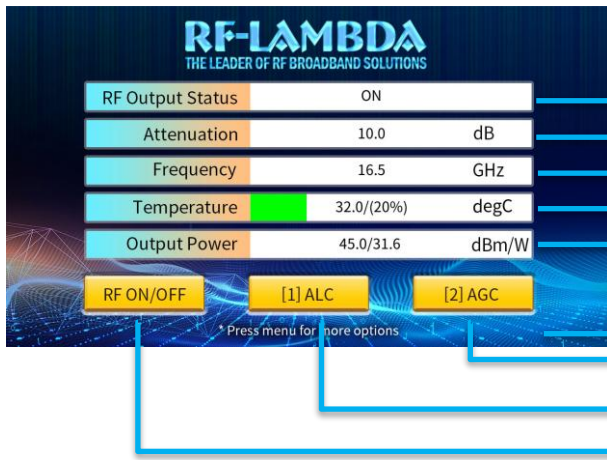 RF-LAMBDA
THE LEADER OF RF BROADBAND SOLUTIONS
RF Output Status ON
Attenuation 10.0 dB
Frequency 16.5 GHz
Temperature 32.0/(20%) degC
Output Power 45.0/31.6 dBm/W
RF ON/OFF [1] ALC [2] AGC
* Press menu for more options